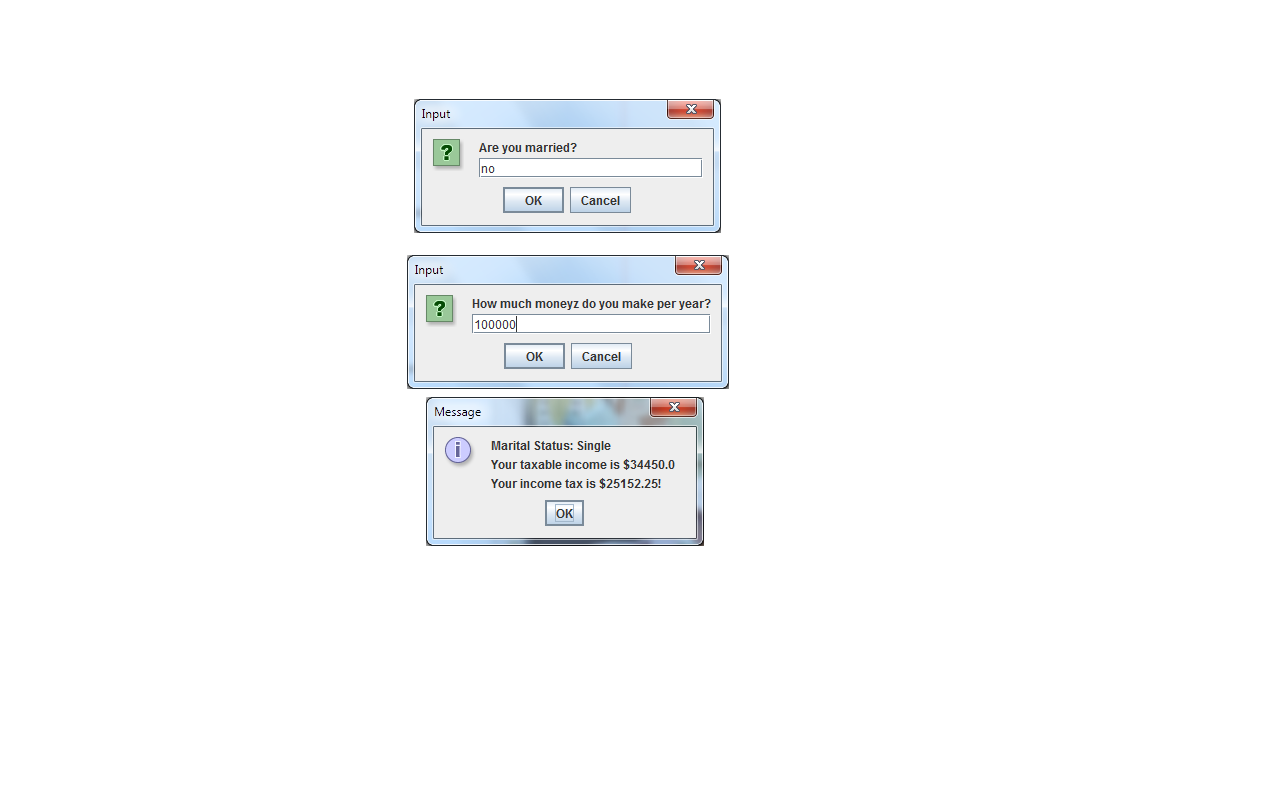 Input
?
Are you married?
no
OK Cancel
Input
?
How much moneyz do you make per year?
100000
OK Cancel
Message
i
Marital Status: Single
Your taxable income is $34450.0
Your income tax is $25152.25!
OK